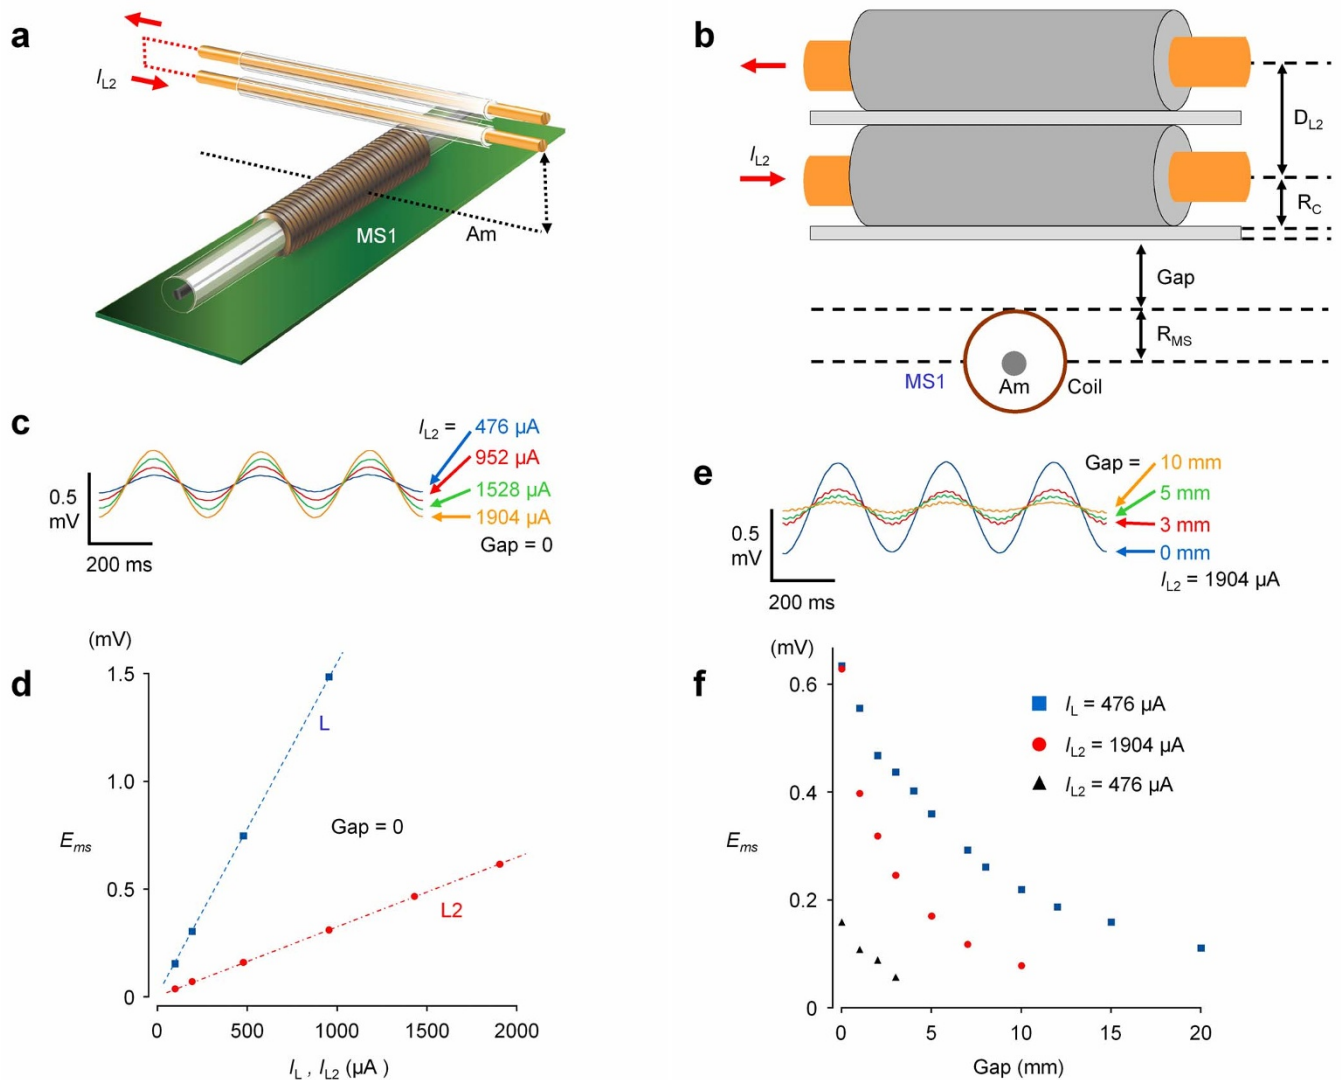 a
I_L2
MS1
Am
b
I_L2
D_L2
R_C
Gap
R_MS
MS1
Am
Coil
c
I_L2 = 476 µA
952 µA
1528 µA
1904 µA
Gap = 0
0.5
mV
200 ms
e
Gap = 10 mm
5 mm
3 mm
0 mm
I_L2 = 1904 µA
0.5
mV
200 ms
d
(mV)
1.5
1.0
0.5
0
E_ms
L
Gap = 0
L2
0 500 1000 1500 2000
I_L , I_L2 (µA )
f
(mV)
0.6
0.4
0.2
0
E_ms
I_L = 476 µA
I_L2 = 1904 µA
I_L2 = 476 µA
0 5 10 15 20
Gap (mm)